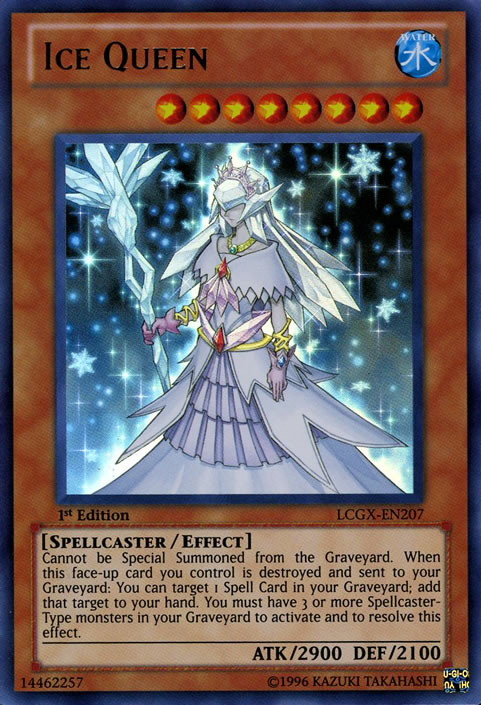 ICE QUEEN
WATER
水
1st Edition
LCGX-EN207
[SPELLCASTER / EFFECT]
Cannot be Special Summoned from the Graveyard. When
this face-up card you control is destroyed and sent to your
Graveyard: You can target 1 Spell Card in your Graveyard; add
that target to your hand. You must have 3 or more Spellcaster-
Type monsters in your Graveyard to activate and to resolve this
effect.
ATK/2900 DEF/2100
14462257
©1996 KAZUKI TAKAHASHI